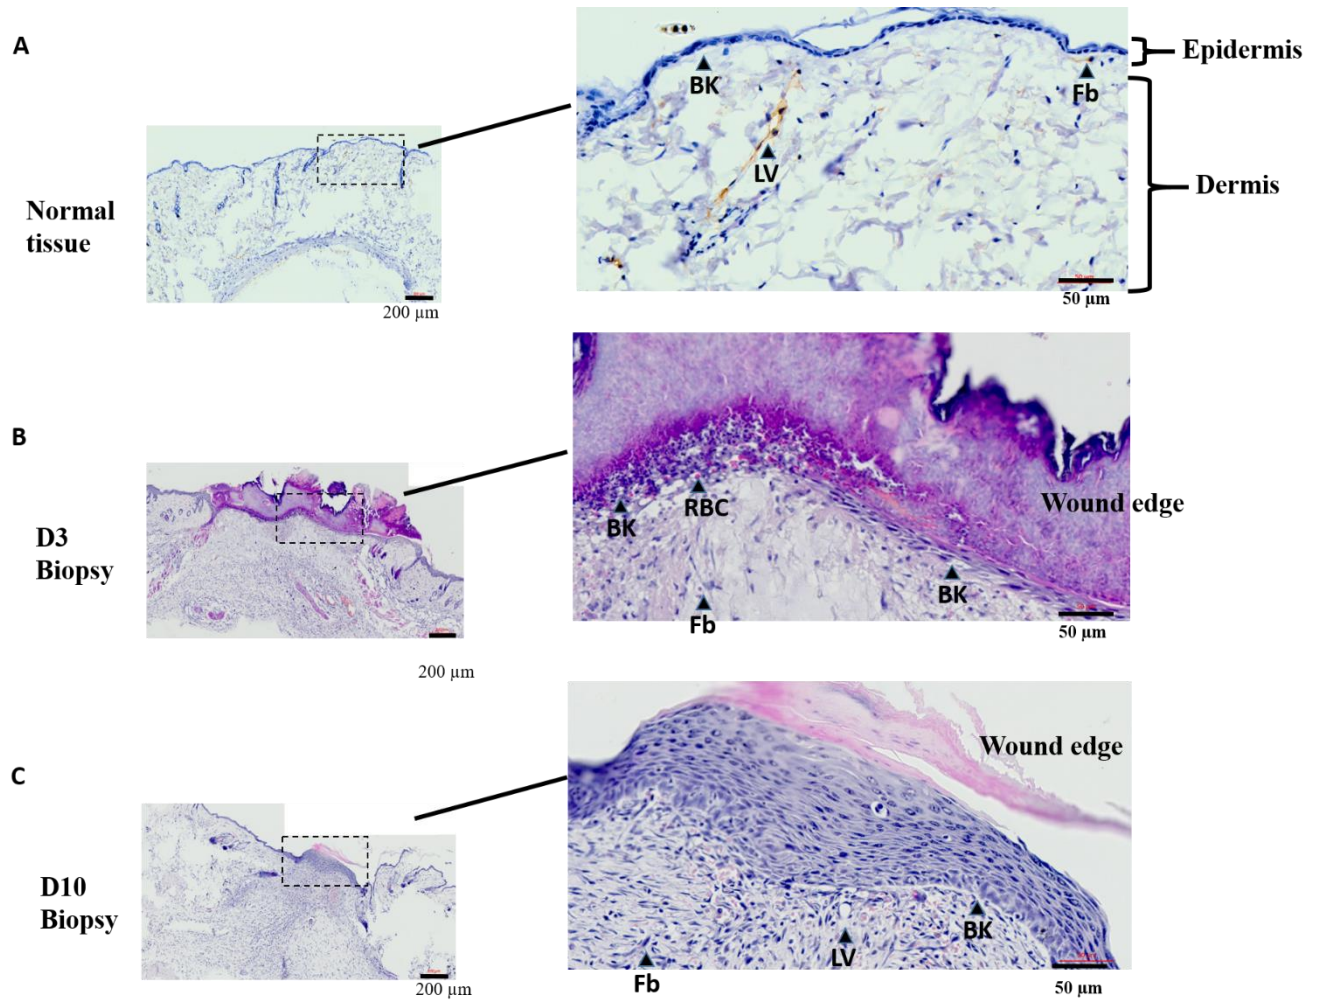 A
Epidermis
BK
Fb
LV
Dermis
Normal
tissue
200 µm
50 µm
B
D3
Biopsy
Wound edge
RBC
BK
BK
Fb
50 µm
200 µm
C
D10
Biopsy
Wound edge
BK
LV
Fb
200 µm
50 µm